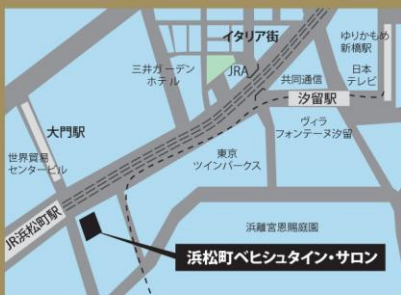 イタリア街
ゆりかもめ
新橋駅
三井ガーデン
ホテル
JRA
共同通信
日本
テレビ
汐留駅
大門駅
ヴィラ
フォンテーヌ汐留
世界貿易
センタービル
東京
ツインパークス
JR浜松町駅
浜離宮恩賜庭園
浜松町ベヒシュタイン・サロン